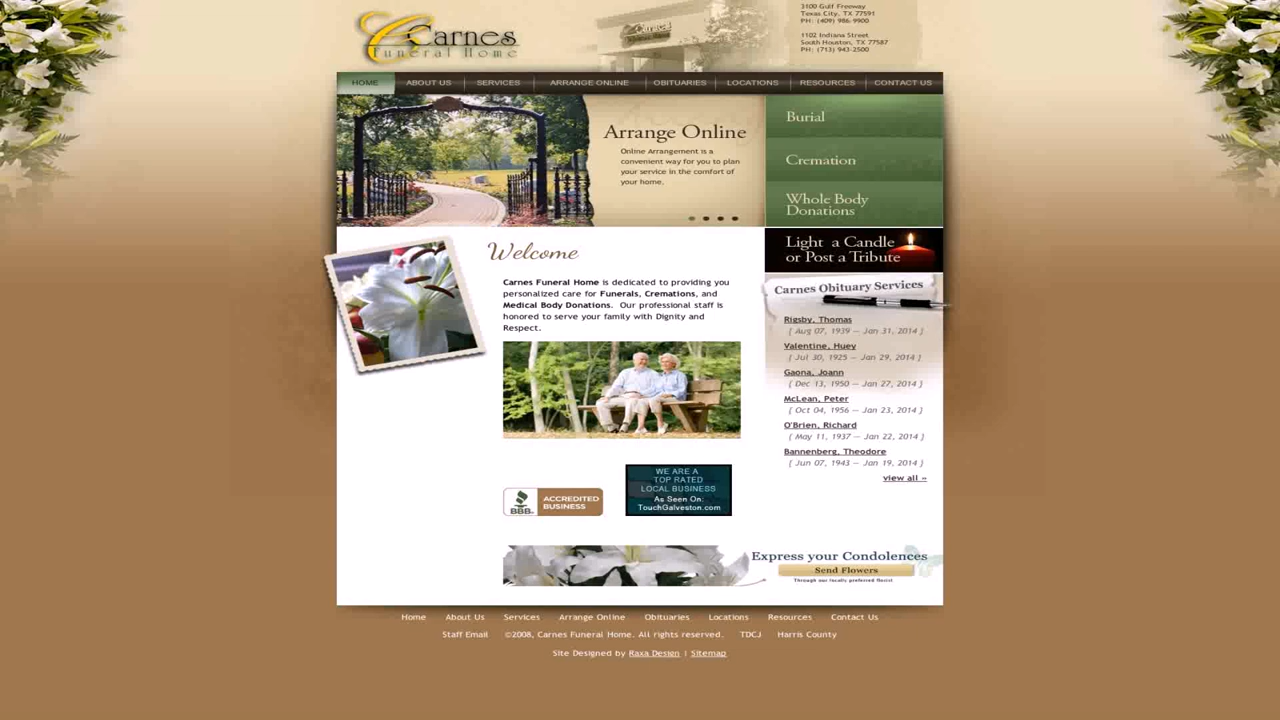 Carnes
Funeral Home
Carnes
3100 Gulf Freeway
Texas City, TX 77591
PH: (409) 986-9900
1102 Indiana Street
South Houston, TX 77587
PH: (713) 943-2500
HOME ABOUT US SERVICES ARRANGE ONLINE OBITUARIES LOCATIONS RESOURCES CONTACT US
Arrange Online
Online Arrangement is a
convenient way for you to plan
your service in the comfort of
your home.
Burial
Cremation
Whole Body
Donations
Light a Candle
or Post a Tribute
Welcome
Carnes Funeral Home is dedicated to providing you
personalized care for Funerals, Cremations, and
Medical Body Donations. Our professional staff is
honored to serve your family with Dignity and
Respect.
Carnes Obituary Services
Rigsby, Thomas
( Aug 07, 1939 — Jan 31, 2014 )
Valentine, Huey
( Jul 30, 1925 — Jan 29, 2014 )
Gaona, Joann
( Dec 13, 1950 — Jan 27, 2014 )
McLean, Peter
( Oct 04, 1956 — Jan 23, 2014 )
O'Brien, Richard
( May 11, 1937 — Jan 22, 2014 )
Bannenberg, Theodore
( Jun 07, 1943 — Jan 19, 2014 )
view all »
BBB
ACCREDITED
BUSINESS
WE ARE A
TOP RATED
LOCAL BUSINESS
As Seen On:
TouchGalveston.com
Express your Condolences
Send Flowers
Through our locally preferred florist
Home About Us Services Arrange Online Obituaries Locations Resources Contact Us
Staff Email ©2008, Carnes Funeral Home. All rights reserved. TDCJ Harris County
Site Designed by Raxa Design | Sitemap